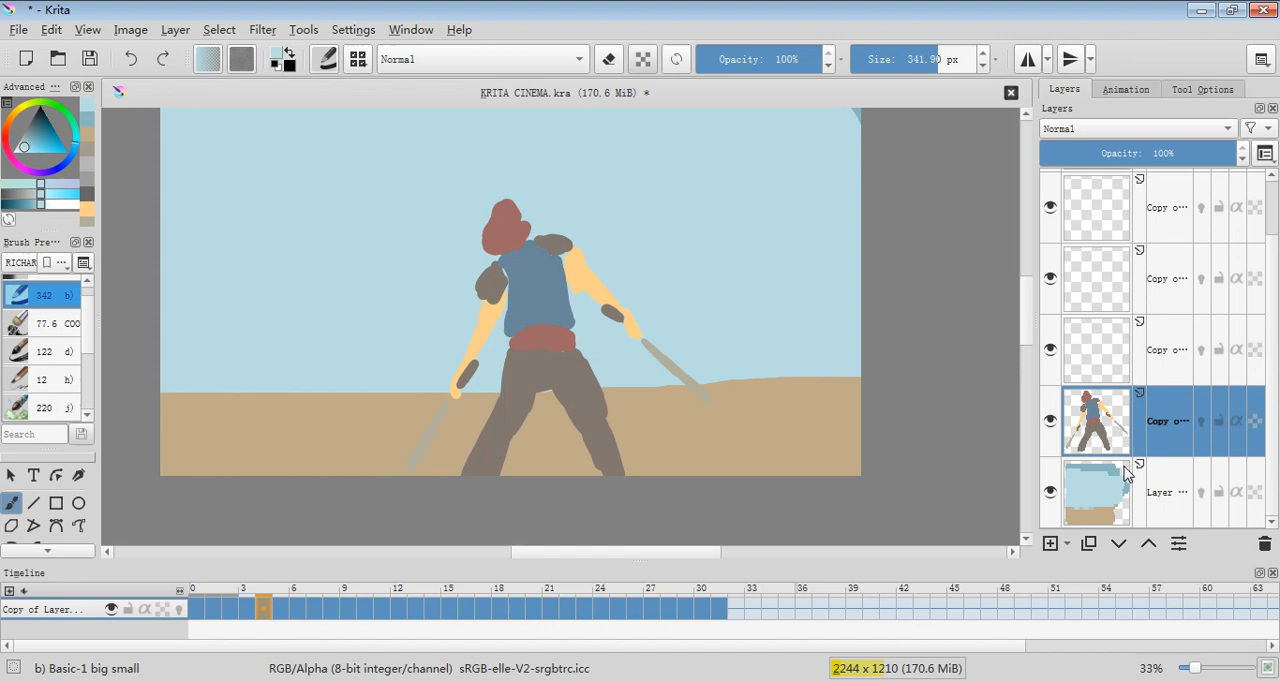 * - Krita
File Edit View Image Layer Select Filter Tools Settings Window Help
Normal
Opacity: 100%
Size: 341.90 px
Advanced ···
KRITA CINEMA.kra (170.6 MiB) *
Layers Animation Tool Options
Layers
Normal
Opacity: 100%
Copy o···
Copy o···
Copy o···
Copy o···
Layer ···
Brush Pre···
RICHAR
342 b)
77.6 COO
122 d)
12 h)
220 j)
Search
Timeline
0 3 6 9 12 15 18 21 24 27 30 33 36 39 42 45 48 51 54 57 60 63
Copy of Layer...
b) Basic-1 big small
RGB/Alpha (8-bit integer/channel) sRGB-elle-V2-srgbtrc.icc
2244 x 1210 (170.6 MiB)
33%